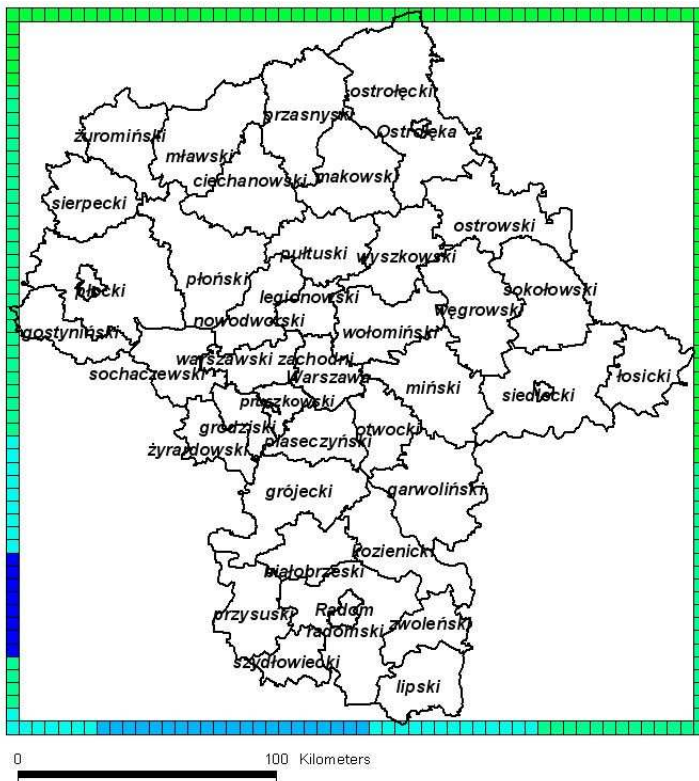 ostrołęcki
przasnyski
Ostrołęka
żuromiński
mławski
ciechanowski
makowski
sierpecki
ostrowski
pułtuski
wyszkowski
płocki
płoński
legionowski
sokołowski
węgrowski
nowodworski
wołomiński
gostyniński
warszawski zachodni
sochaczewski
Warszawa
łosicki
miński
siedlecki
pruszkowski
grodziski
otwocki
piaseczyński
żyrardowski
grójecki
garwoliński
kozienicki
białobrzeski
Radom
przysuski
zwoleński
radomski
szydłowiecki
lipski
0 100 Kilometers